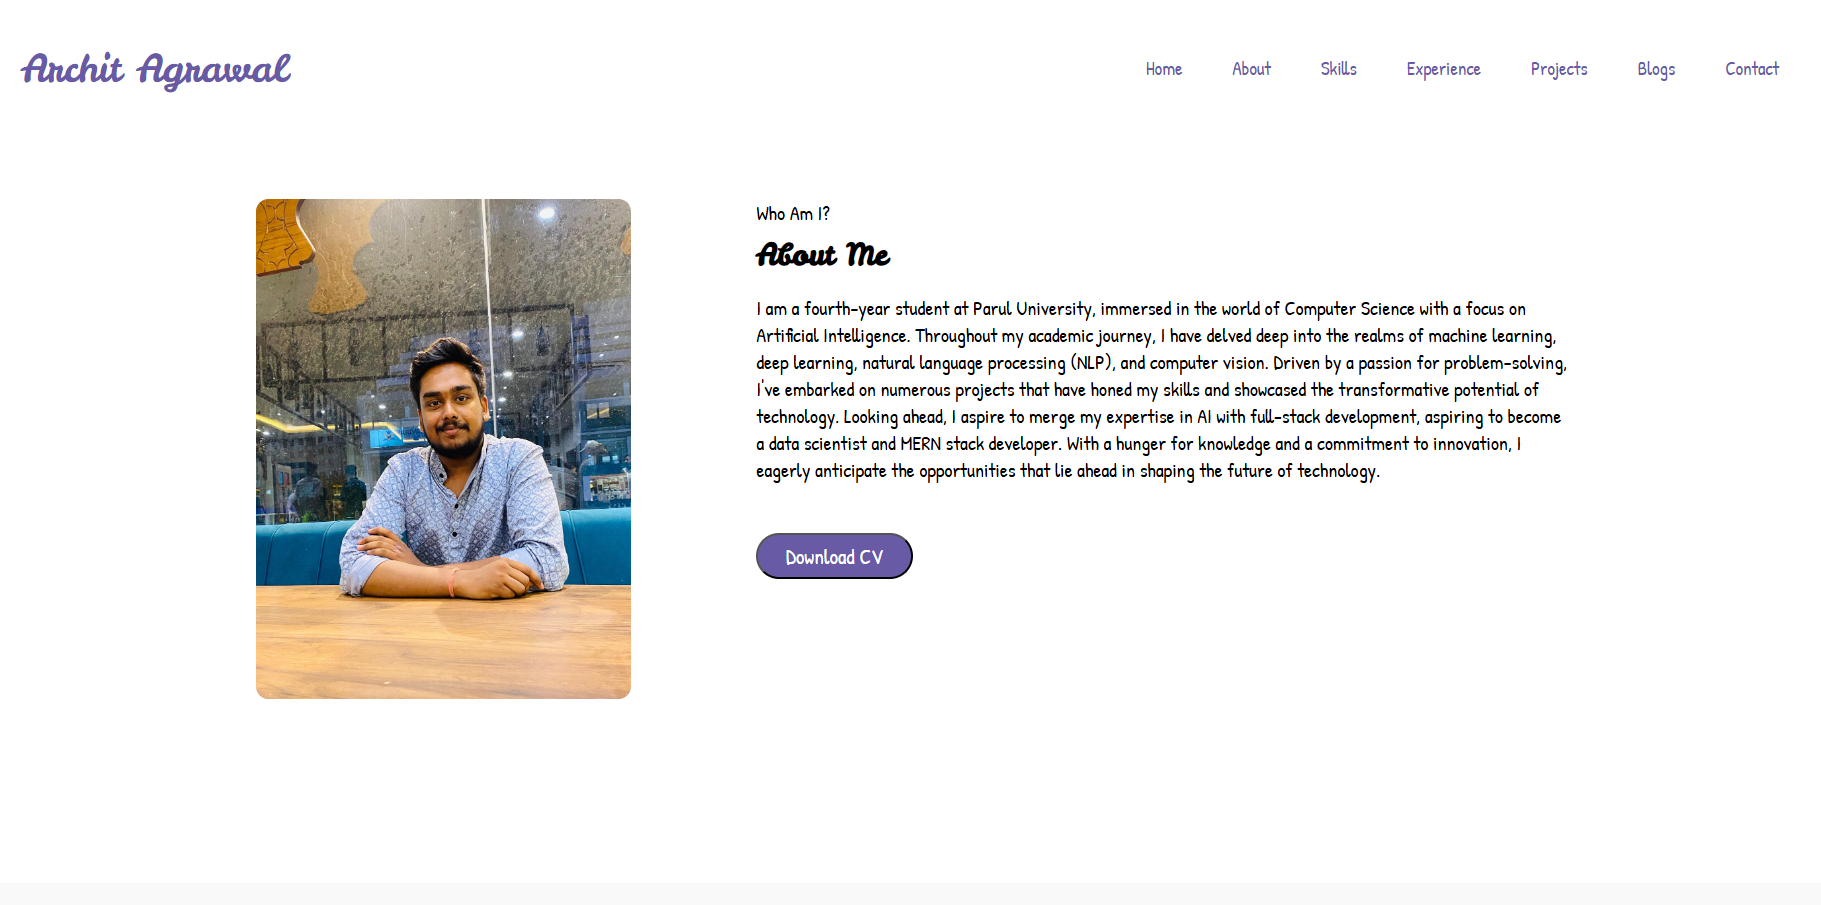 Archit Agrawal
Home About Skills Experience Projects Blogs Contact
Who Am I?
About Me
I am a fourth-year student at Parul University, immersed in the world of Computer Science with a focus on
Artificial Intelligence. Throughout my academic journey, I have delved deep into the realms of machine learning,
deep learning, natural language processing (NLP), and computer vision. Driven by a passion for problem-solving,
I've embarked on numerous projects that have honed my skills and showcased the transformative potential of
technology. Looking ahead, I aspire to merge my expertise in AI with full-stack development, aspiring to become
a data scientist and MERN stack developer. With a hunger for knowledge and a commitment to innovation, I
eagerly anticipate the opportunities that lie ahead in shaping the future of technology.
Download CV